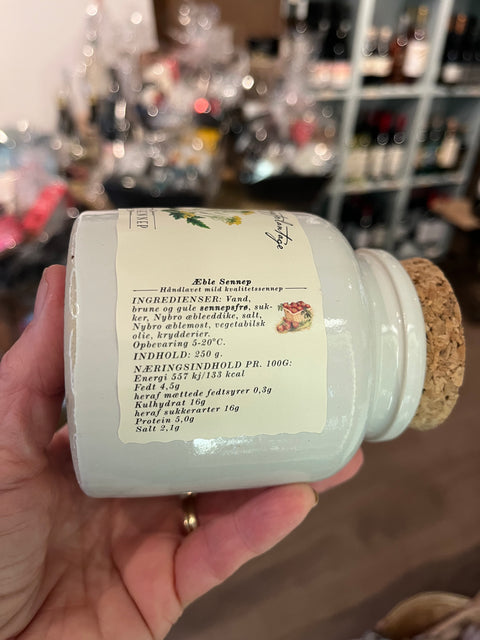 SENNEP
Æble Sennep
Håndlavet mild kvalitetssennep
INGREDIENSER: Vand,
brune og gule sennepsfrø, suk-
ker, Nybro æbleeddike, salt,
Nybro æblemost, vegetabilsk
olie, krydderier.
Opbevaring 5-20°C.
INDHOLD: 250 g.
NÆRINGSINDHOLD PR. 100G:
Energi 557 kj/133 kcal
Fedt 4,5g
heraf mættede fedtsyrer 0,3g
Kulhydrat 16g
heraf sukkerarter 16g
Protein 5,0g
Salt 2,1g